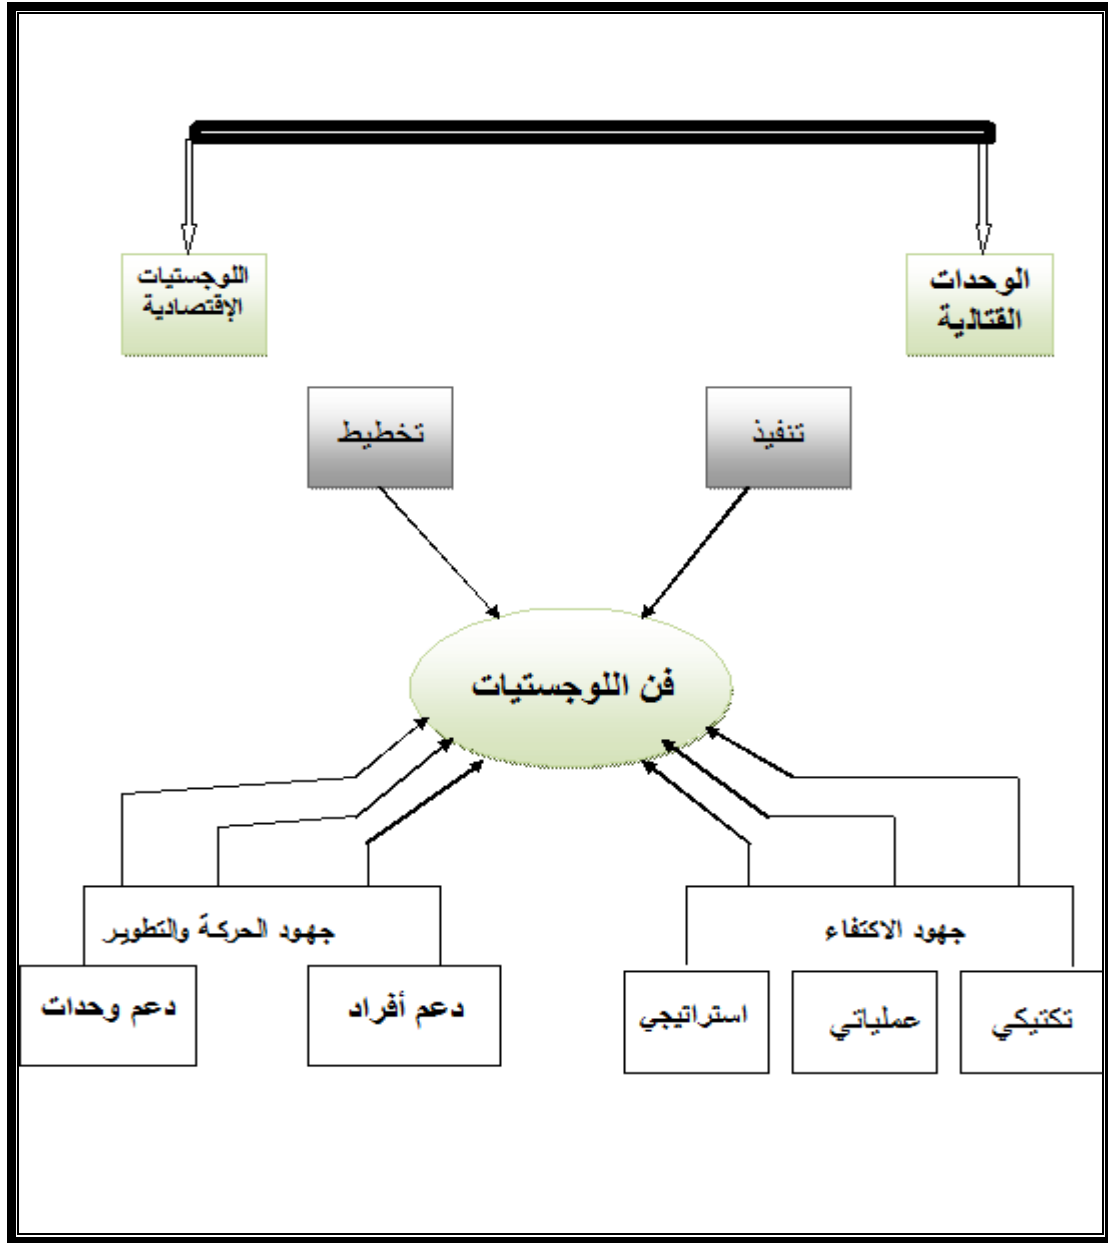 الوحدات
القتالية
اللوجستيات
الإقتصادية
تنفيذ
تخطيط
فن اللوجستيات
جهود الاكتفاء
جهود الحركة والتطوير
تكتيكي
عملياتي
استراتيجي
دعم أفراد
دعم وحدات